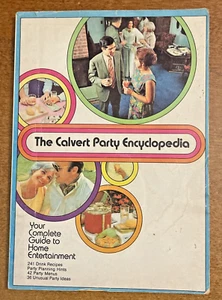 The Calvert Party Encyclopedia
Your
Complete
Guide to
Home
Entertainment
241 Drink Recipes
Party Planning Hints
42 Party Menus
36 Unusual Party Ideas